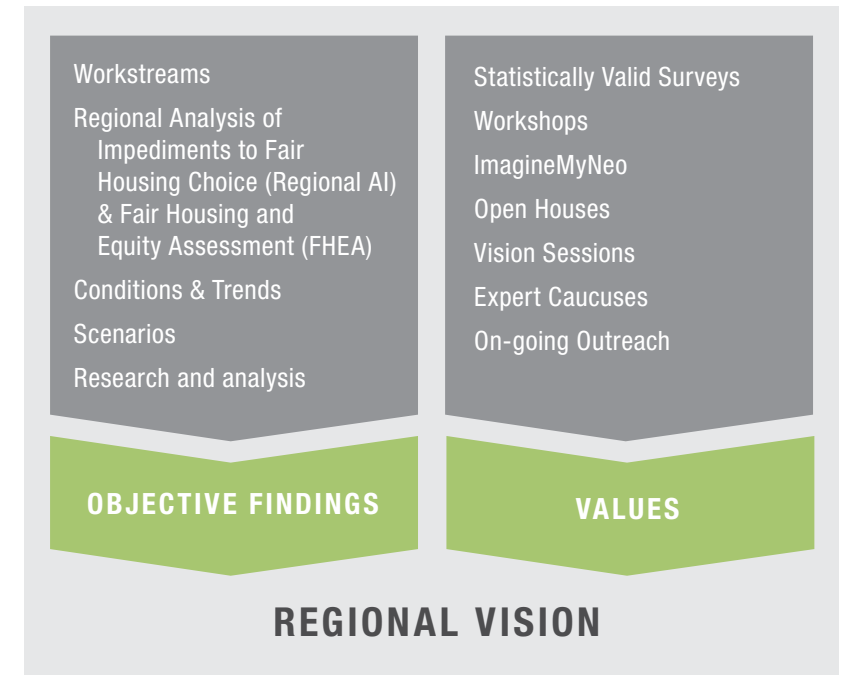 Workstreams
Regional Analysis of
Impediments to Fair
Housing Choice (Regional AI)
& Fair Housing and
Equity Assessment (FHEA)
Conditions & Trends
Scenarios
Research and analysis
OBJECTIVE FINDINGS
Statistically Valid Surveys
Workshops
ImagineMyNeo
Open Houses
Vision Sessions
Expert Caucuses
On-going Outreach
VALUES
REGIONAL VISION